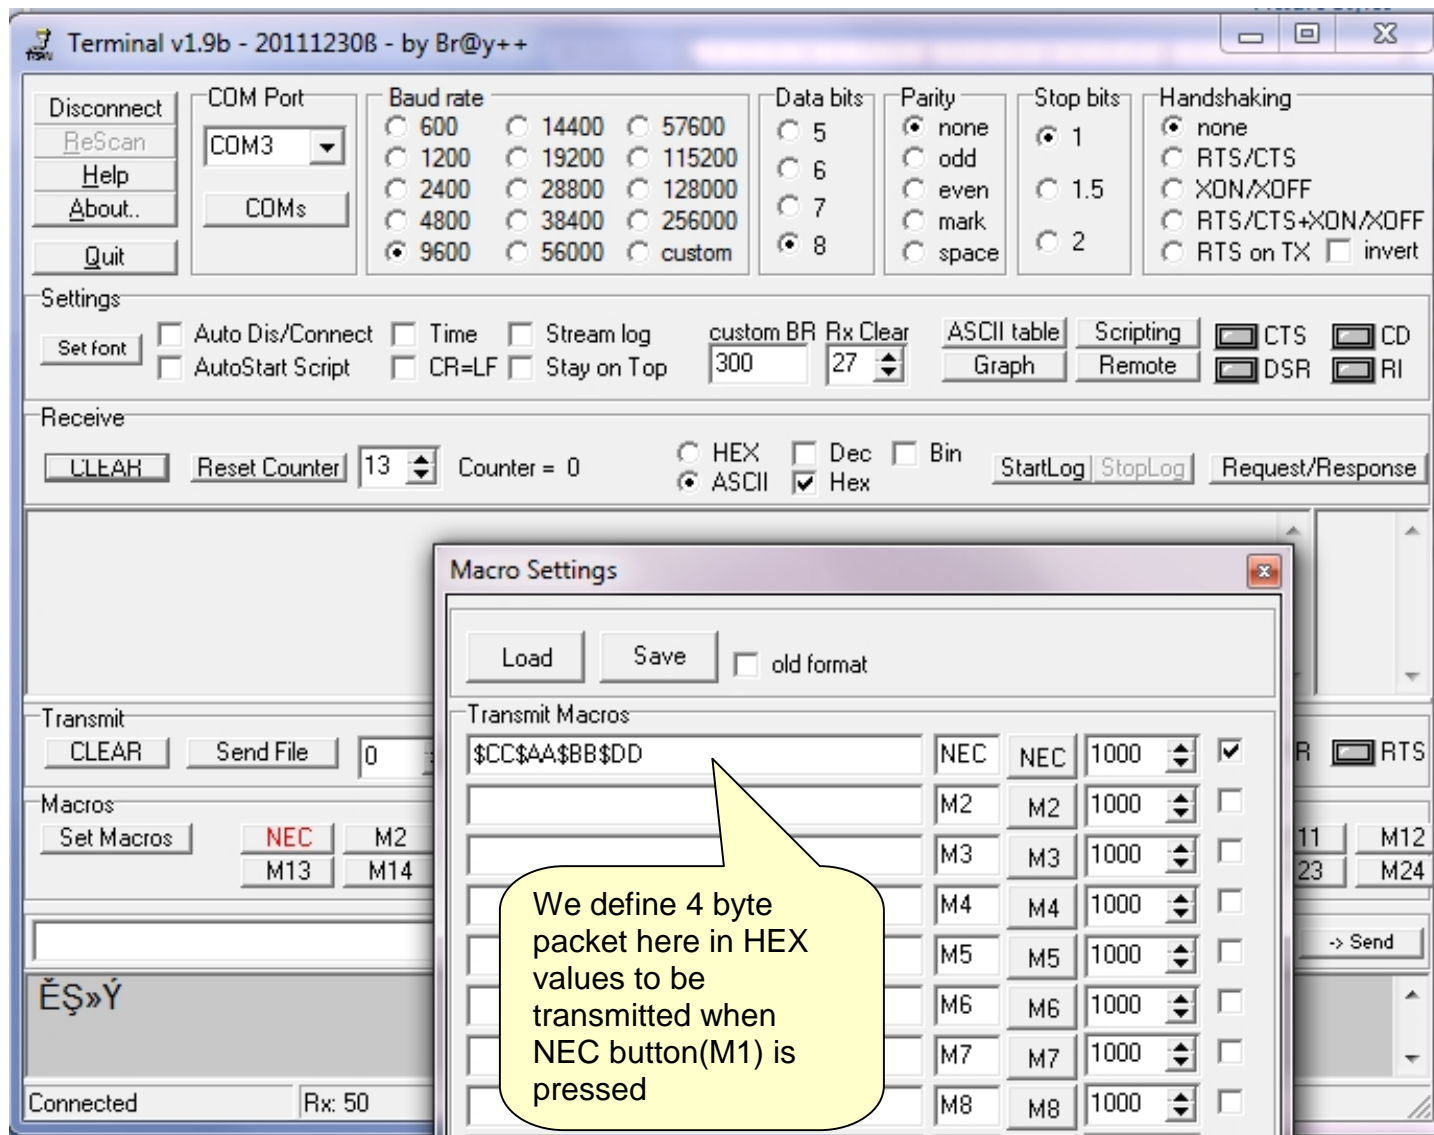 Terminal v1.9b - 20111230ß - by Br@y++
Disconnect
ReScan
Help
About..
Quit
COM Port
COM3
COMs
Baud rate
600 14400 57600
1200 19200 115200
2400 28800 128000
4800 38400 256000
9600 56000 custom
Data bits
5
6
7
8
Parity
none
odd
even
mark
space
Stop bits
1
1.5
2
Handshaking
none
RTS/CTS
XON/XOFF
RTS/CTS+XON/XOFF
RTS on TX invert
Settings
Set font
Auto Dis/Connect Time Stream log
AutoStart Script CR=LF Stay on Top
custom BR Rx Clear
300 27
ASCII table Scripting CTS CD
Graph Remote DSR RI
Receive
CLEAR Reset Counter 13 Counter = 0
HEX Dec Bin
ASCII Hex
StartLog StopLog Request/Response
Macro Settings
Load Save old format
Transmit
CLEAR Send File 0
R RTS
Macros
Set Macros NEC M2
M13 M14
11 M12
23 M24
-> Send
Transmit Macros
$CC$AA$BB$DD NEC NEC 1000
M2 M2 1000
M3 M3 1000
M4 M4 1000
M5 M5 1000
M6 M6 1000
M7 M7 1000
M8 M8 1000
We define 4 byte
packet here in HEX
values to be
transmitted when
NEC button(M1) is
pressed
ĚŞ»Ý
Connected Rx: 50